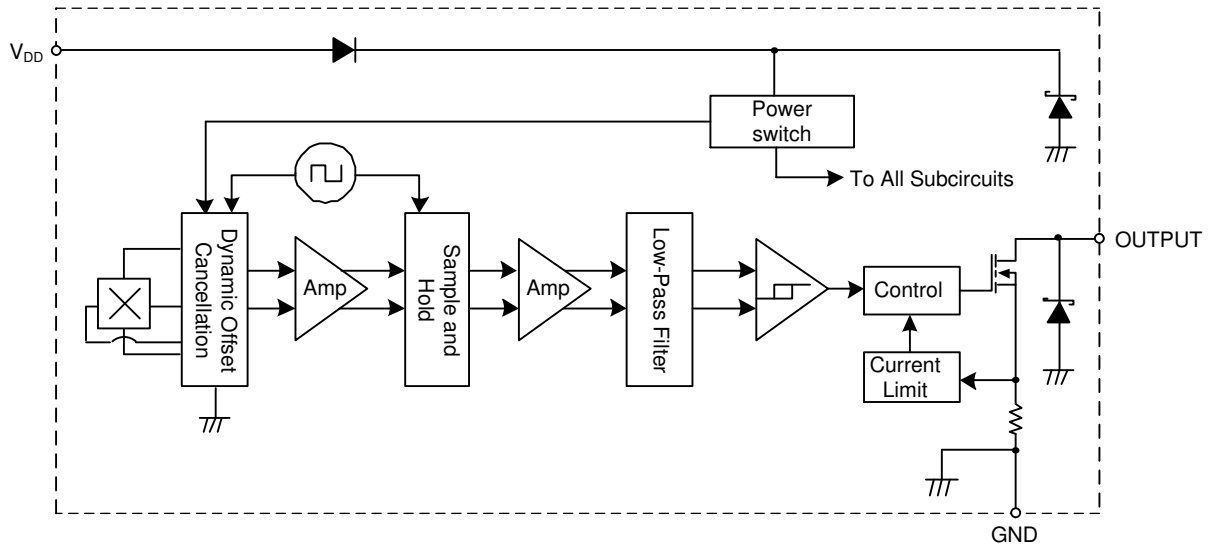 V_DD
Power
switch
To All Subcircuits
Dynamic Offset
Cancellation
Amp
Sample and
Hold
Amp
Low-Pass Filter
Control
Current
Limit
OUTPUT
GND